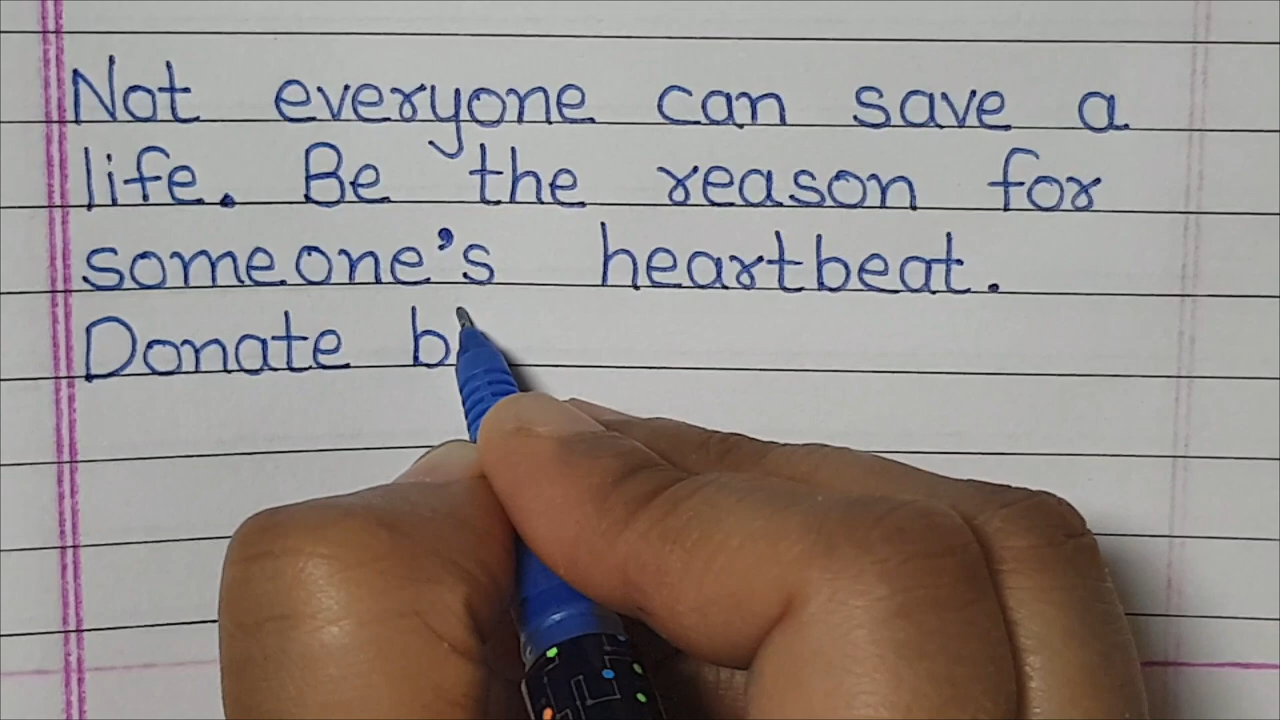 Not everyone can save a
life. Be the reason for
someone's heartbeat.
Donate b